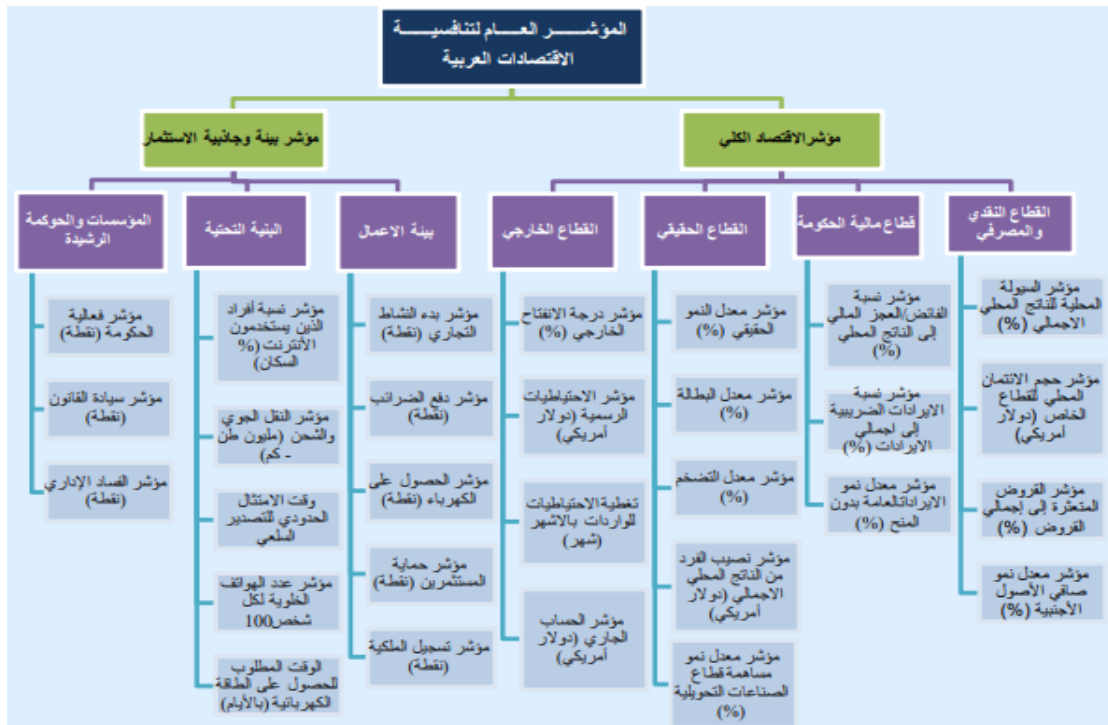 المؤشـــــر العـــــام لتنافسيـــــة
الاقتصادات العربية
مؤشرالاقتصاد الكلي
مؤشر بيئة وجاذبية الاستثمار
القطاع النقدي
والمصرفي
قطاع مالية الحكومة
القطاع الحقيقي
القطاع الخارجي
بيئة الاعمال
البنية التحتية
المؤسسات والحوكمة
الرشيدة
مؤشر السيولة
المحلية للناتج المحلي
الاجمالي (%)
مؤشر حجم الائتمان
المحلي للقطاع
الخاص (دولار
أمريكي)
مؤشر القروض
المتعثرة إلى إجمالي
القروض (%)
مؤشر معدل نمو
صافي الأصول
الأجنبية (%)
مؤشر نسبة
الفائض/العجز المالي
إلى الناتج المحلي
(%)
مؤشر نسبة
الايرادات الضريبية
إلى اجمالي
الايرادات (%)
مؤشر معدل نمو
الايراداتالعامة بدون
المنح (%)
مؤشر معدل النمو
الحقيقي (%)
مؤشر معدل البطالة
(%)
مؤشر معدل التضخم
(%)
مؤشر نصيب الفرد
من الناتج المحلي
الاجمالي (دولار
أمريكي)
مؤشر معدل نمو
مساهمة قطاع
الصناعات التحويلية
(%)
مؤشر درجة الانفتاح
الخارجي (%)
مؤشر الاحتياطيات
الرسمية (دولار
أمريكي)
تغطية الاحتياطيات
للواردات بالاشهر
(شهر)
مؤشر الحساب
الجاري (دولار
أمريكي)
مؤشر بدء النشاط
التجاري (نقطة)
مؤشر دفع الضرائب
(نقطة)
مؤشر الحصول على
الكهرباء (نقطة)
مؤشر حماية
المستثمرين (نقطة)
مؤشر تسجيل الملكية
(نقطة)
مؤشر نسبة أفراد
الذين يستخدمون
الأنترنت (%
السكان)
مؤشر النقل الجوي
والشحن (مليون طن
- كم)
وقت الامتثال
الحدودي للتصدير
السلعي
مؤشر عدد الهواتف
الخلوية لكل
100شخص
الوقت المطلوب
للحصول على الطاقة
الكهربائية (بالأيام)
مؤشر فعالية
الحكومة (نقطة)
مؤشر سيادة القانون
(نقطة)
مؤشر الفساد الإداري
(نقطة)